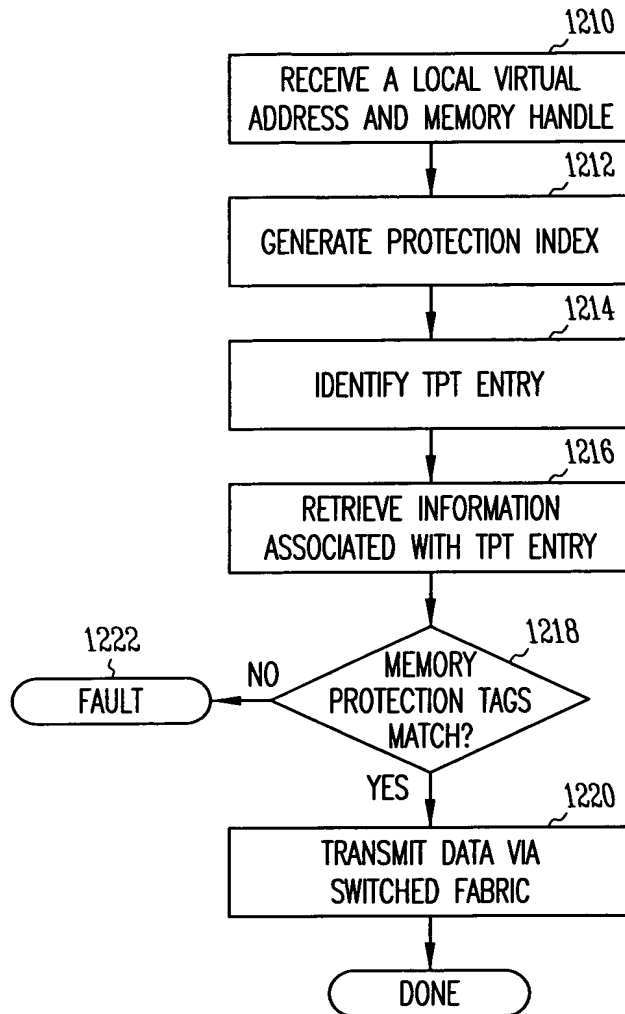 1210
RECEIVE A LOCAL VIRTUAL
ADDRESS AND MEMORY HANDLE
1212
GENERATE PROTECTION INDEX
1214
IDENTIFY TPT ENTRY
1216
RETRIEVE INFORMATION
ASSOCIATED WITH TPT ENTRY
1218
MEMORY
PROTECTION TAGS
MATCH?
NO
1222
FAULT
YES
1220
TRANSMIT DATA VIA
SWITCHED FABRIC
DONE